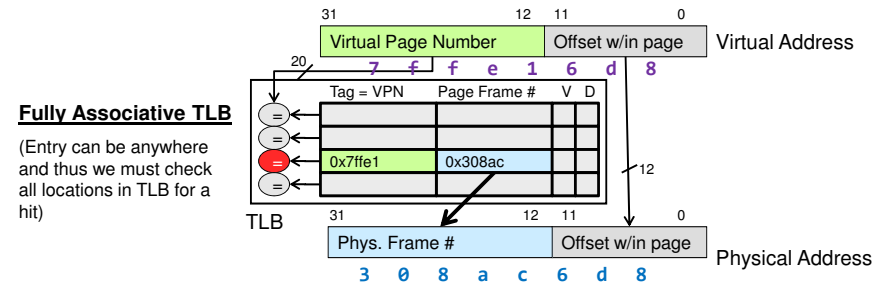 31 12 11 0
Virtual Page Number Offset w/in page Virtual Address
20 7 f f e 1 6 d 8
Tag = VPN Page Frame # V D
Fully Associative TLB
=
=
(Entry can be anywhere
and thus we must check
all locations in TLB for a
hit)
= 0x7ffe1 0x308ac
12
=
TLB
31 12 11 0
Phys. Frame # Offset w/in page Physical Address
3 0 8 a c 6 d 8